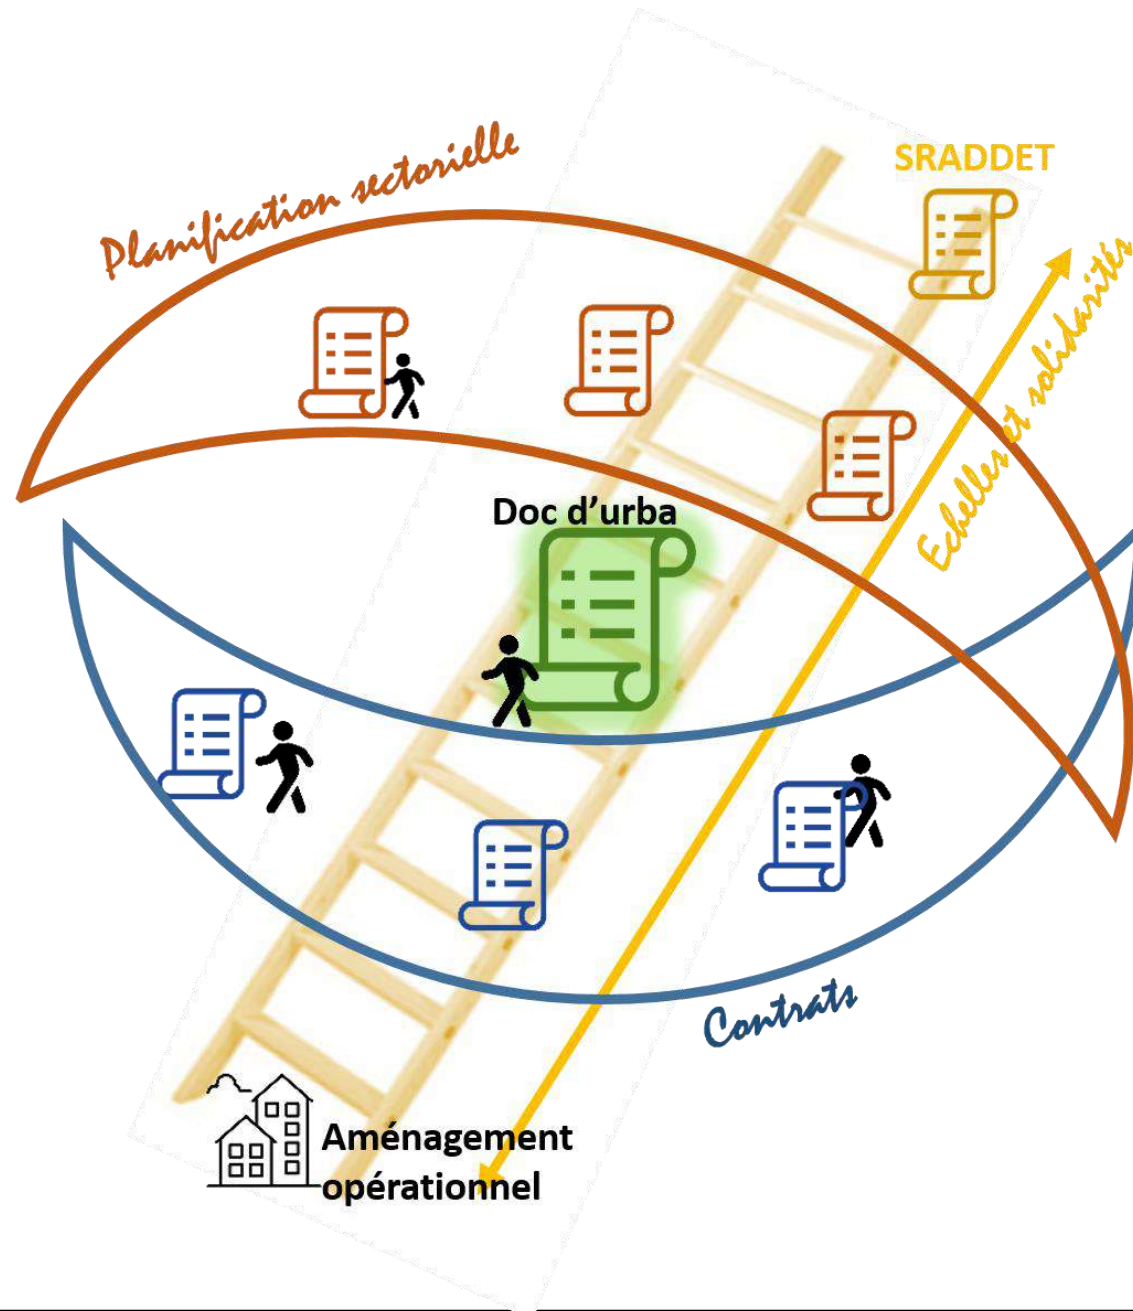 Planification sectorielle
SRADDET
Echelles et solidarités
Doc d’urba
Contrats
Aménagement
opérationnel